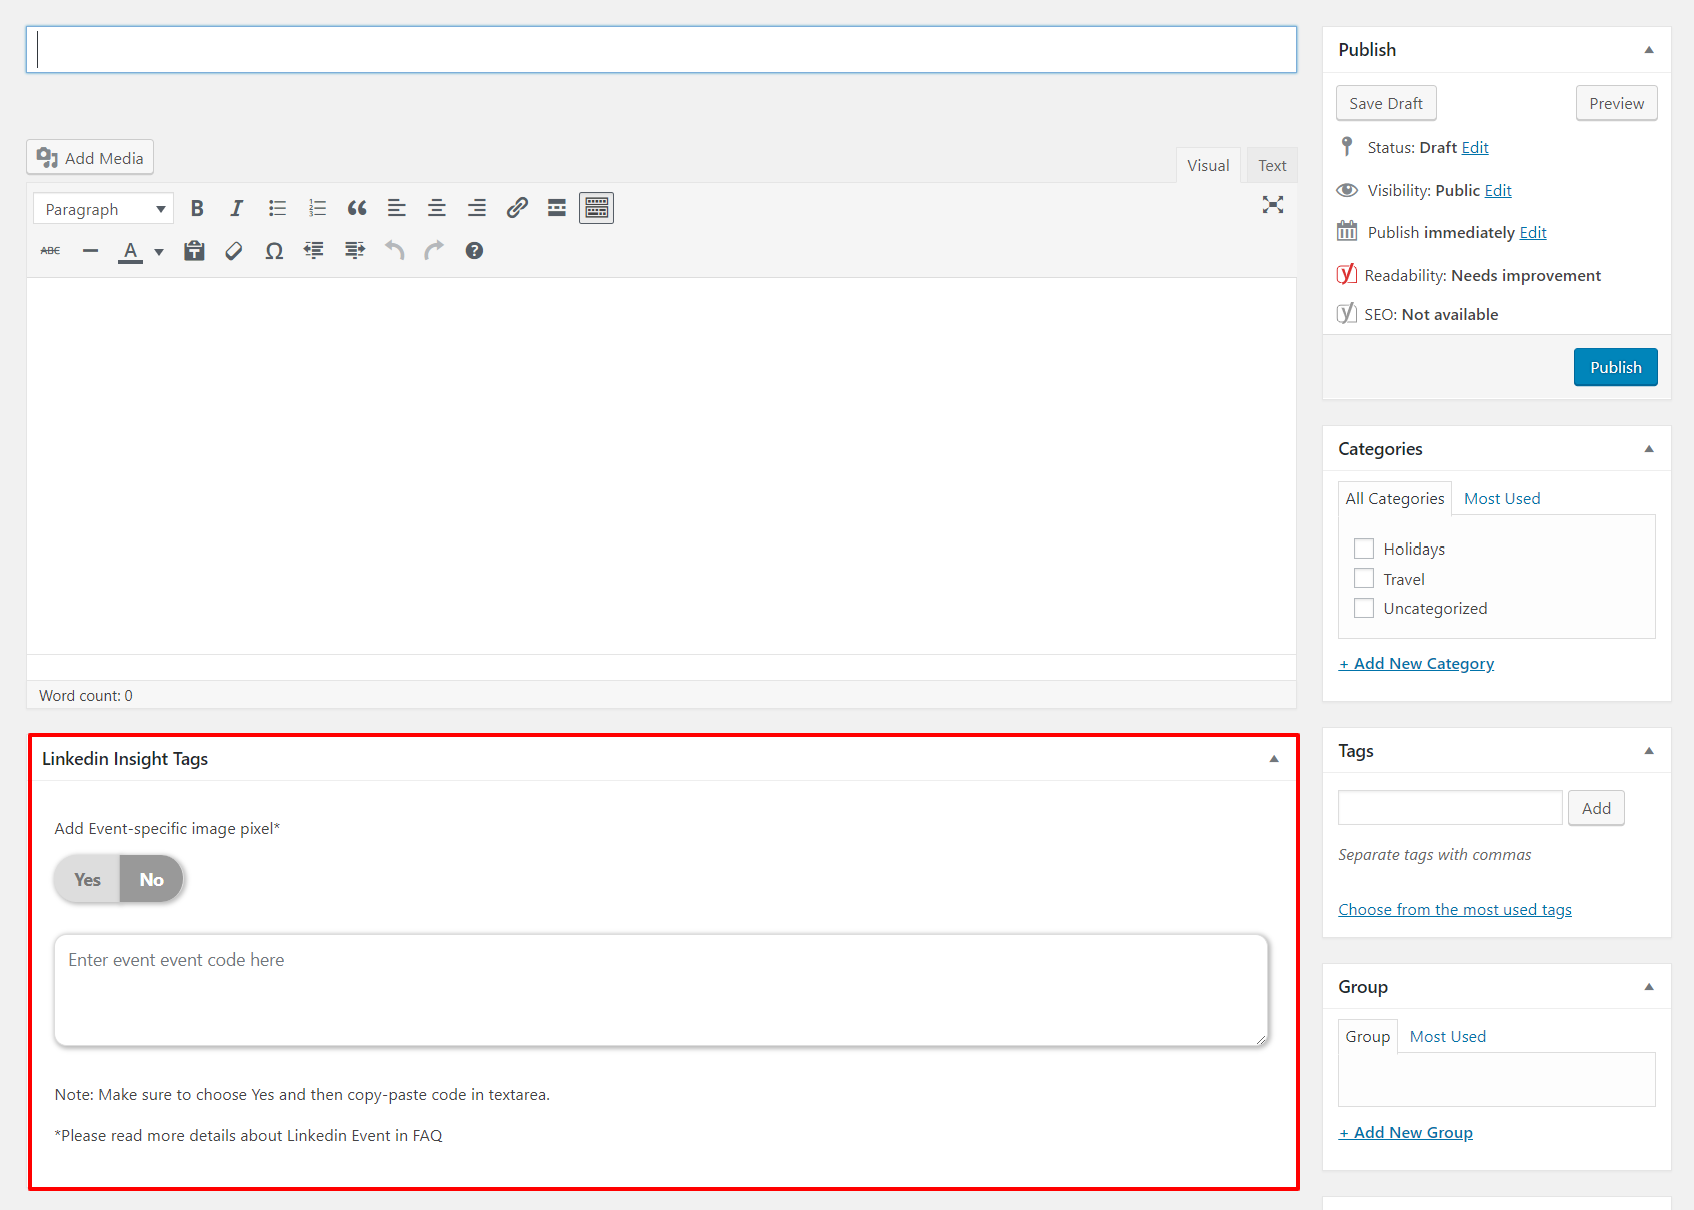 Add Media
Visual Text
Paragraph B I
ABC A Ω ?
Word count: 0
Linkedin Insight Tags
Add Event-specific image pixel*
Yes No
Enter event event code here
Note: Make sure to choose Yes and then copy-paste code in textarea.
*Please read more details about Linkedin Event in FAQ
Publish
Save Draft Preview
Status: Draft Edit
Visibility: Public Edit
Publish immediately Edit
Readability: Needs improvement
SEO: Not available
Publish
Categories
All Categories Most Used
Holidays
Travel
Uncategorized
+ Add New Category
Tags
Add
Separate tags with commas
Choose from the most used tags
Group
Group Most Used
+ Add New Group